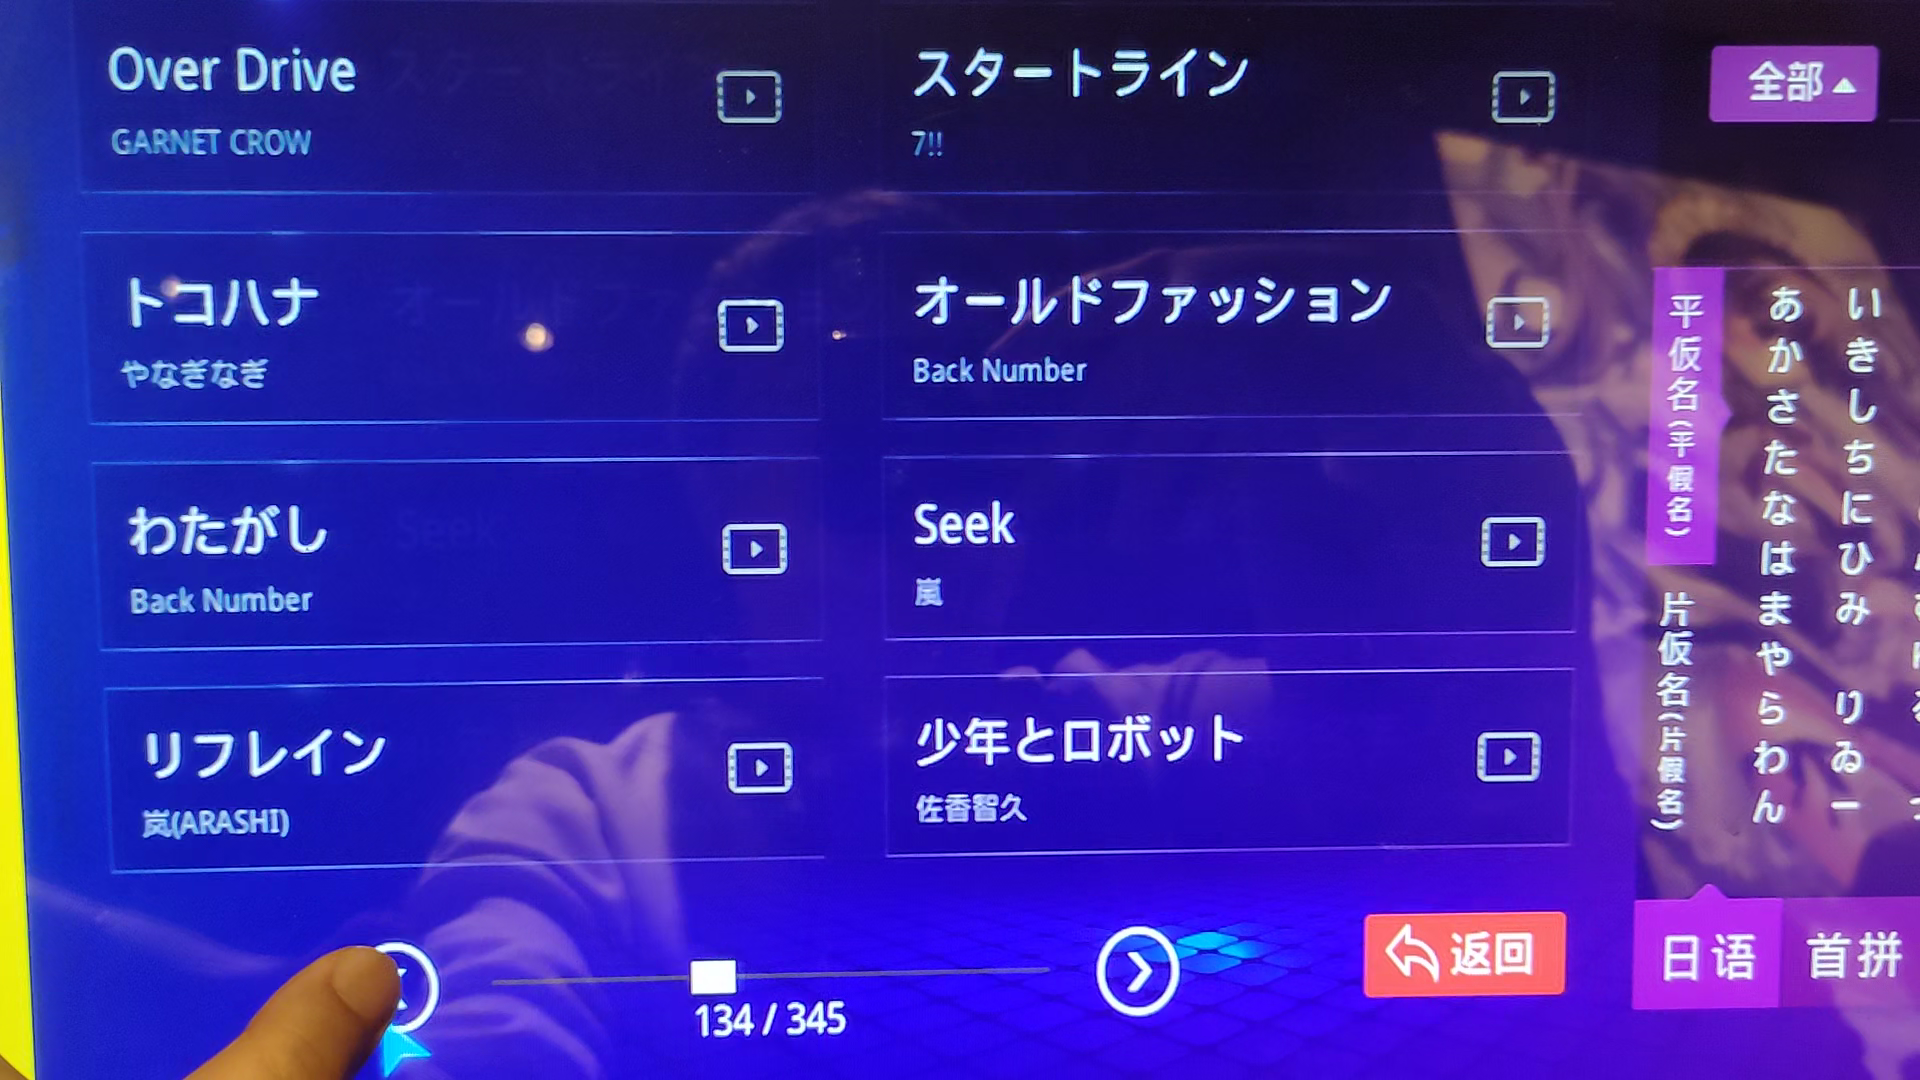 Over Drive
GARNET CROW
スタートライン
7!!
トコハナ
やなぎなぎ
オールドファッション
Back Number
わたがし
Back Number
Seek
嵐
リフレイン
嵐(ARASHI)
少年とロボット
佐香智久
134 / 345
返回
全部
平仮名(平假名)
片仮名(片假名)
あかさたなはまやらわん
いきしちにひみ りゐー
日语
首拼